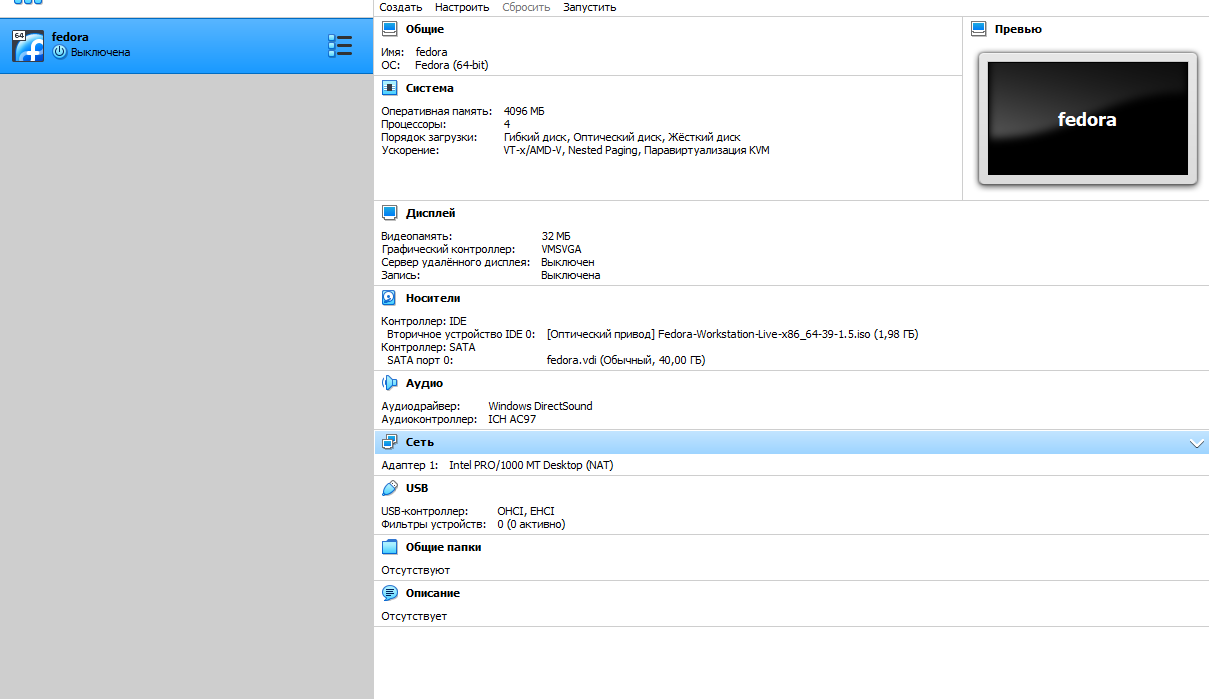 Создать Настроить Сбросить Запустить
64
fedora
Выключена
Общие
Имя: fedora
ОС: Fedora (64-bit)
Превью
fedora
Система
Оперативная память: 4096 МБ
Процессоры: 4
Порядок загрузки: Гибкий диск, Оптический диск, Жёсткий диск
Ускорение: VT-x/AMD-V, Nested Paging, Паравиртуализация KVM
Дисплей
Видеопамять: 32 МБ
Графический контроллер: VMSVGA
Сервер удалённого дисплея: Выключен
Запись: Выключена
Носители
Контроллер: IDE
Вторичное устройство IDE 0: [Оптический привод] Fedora-Workstation-Live-x86_64-39-1.5.iso (1,98 ГБ)
Контроллер: SATA
SATA порт 0: fedora.vdi (Обычный, 40,00 ГБ)
Аудио
Аудиодрайвер: Windows DirectSound
Аудиоконтроллер: ICH AC97
Сеть
Адаптер 1: Intel PRO/1000 MT Desktop (NAT)
USB
USB-контроллер: OHCI, EHCI
Фильтры устройств: 0 (0 активно)
Общие папки
Отсутствуют
Описание
Отсутствует